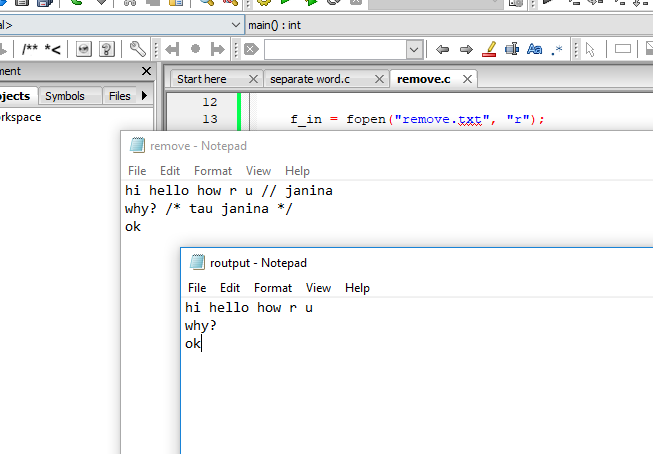 al>
main() : int
/** *<
Aa
.*
ment
Start here
separate word.c
remove.c
ojects
Symbols
Files
rkspace
12
13 f_in = fopen("remove.txt", "r");
remove - Notepad
File Edit Format View Help
hi hello how r u // janina
why? /* tau janina */
ok
routput - Notepad
File Edit Format View Help
hi hello how r u
why?
ok